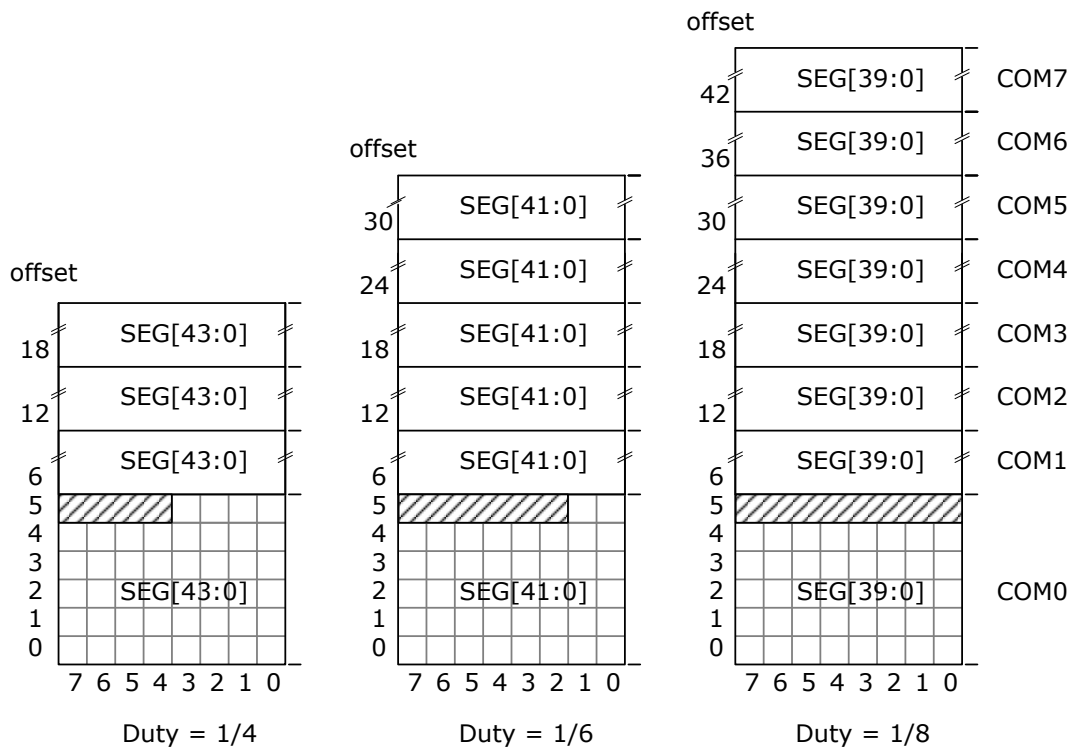 offset
SEG[39:0] COM7
42
SEG[39:0] COM6
36
offset
SEG[41:0] SEG[39:0] COM5
30 30
SEG[41:0] SEG[39:0] COM4
24 24
offset
SEG[43:0] SEG[41:0] SEG[39:0] COM3
18 18 18
SEG[43:0] SEG[41:0] SEG[39:0] COM2
12 12 12
SEG[43:0] SEG[41:0] SEG[39:0] COM1
6 6 6
5 5 5
4 4 4
3 3 3
2 SEG[43:0] 2 SEG[41:0] 2 SEG[39:0] COM0
1 1 1
0 0 0
7 6 5 4 3 2 1 0 7 6 5 4 3 2 1 0 7 6 5 4 3 2 1 0
Duty = 1/4 Duty = 1/6 Duty = 1/8